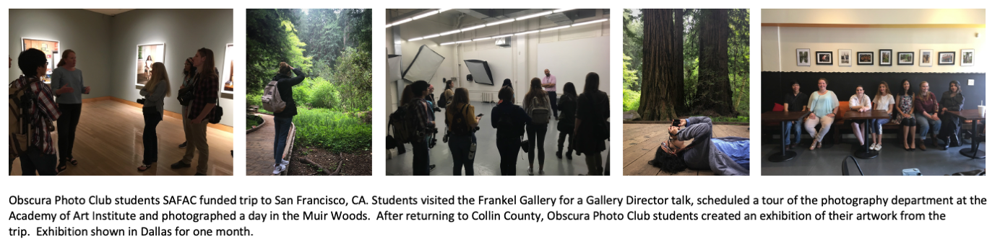 Obscura Photo Club students SAFAC funded trip to San Francisco, CA. Students visited the Frankel Gallery for a Gallery Director talk, scheduled a tour of the photography department at the
Academy of Art Institute and photographed a day in the Muir Woods.  After returning to Collin County, Obscura Photo Club students created an exhibition of their artwork from the
trip.  Exhibition shown in Dallas for one month.